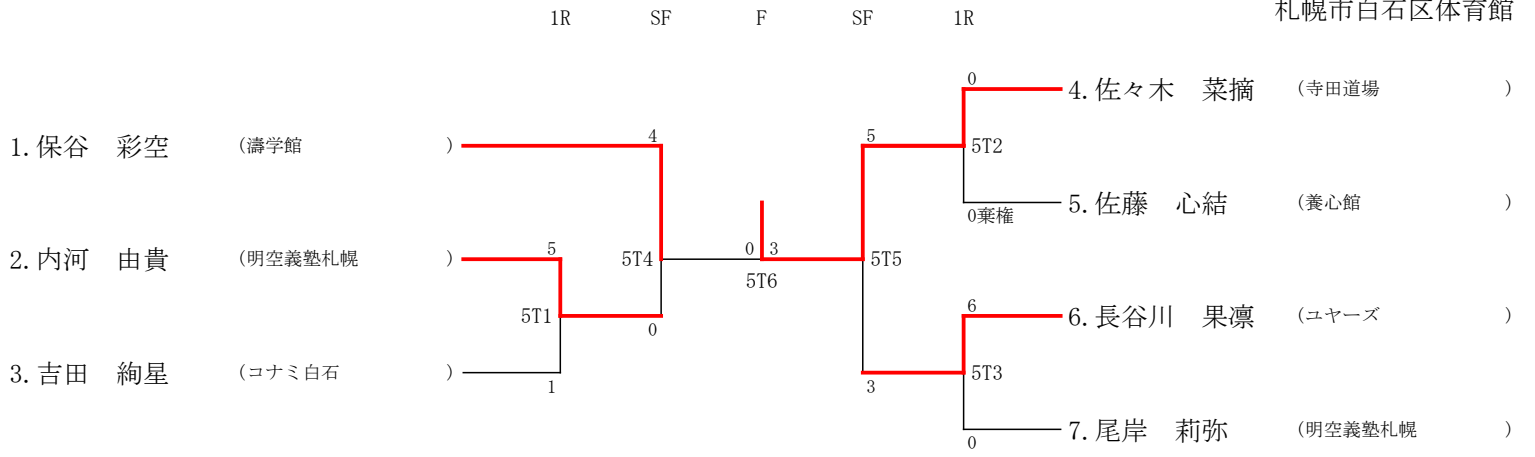 札幌市白石区体育館
1R SF F SF 1R
1.保谷　彩空 (濤学館 )
2.内河　由貴 (明空義塾札幌 )
3.吉田　絢星 (コナミ白石 )
4 5 5T1 1 5T4 0
0 3 5T6
5 5T5 3
0 5T2 0棄権
6 5T3 0
4.佐々木　菜摘 (寺田道場 )
5.佐藤　心結 (養心館 )
6.長谷川　果凛 (ユヤーズ )
7.尾岸　莉弥 (明空義塾札幌 )